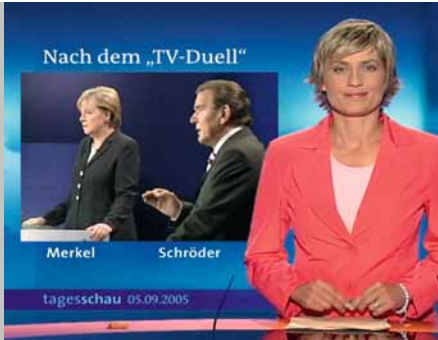 Nach dem „TV-Duell“
Merkel Schröder
tagesschau 05.09.2005